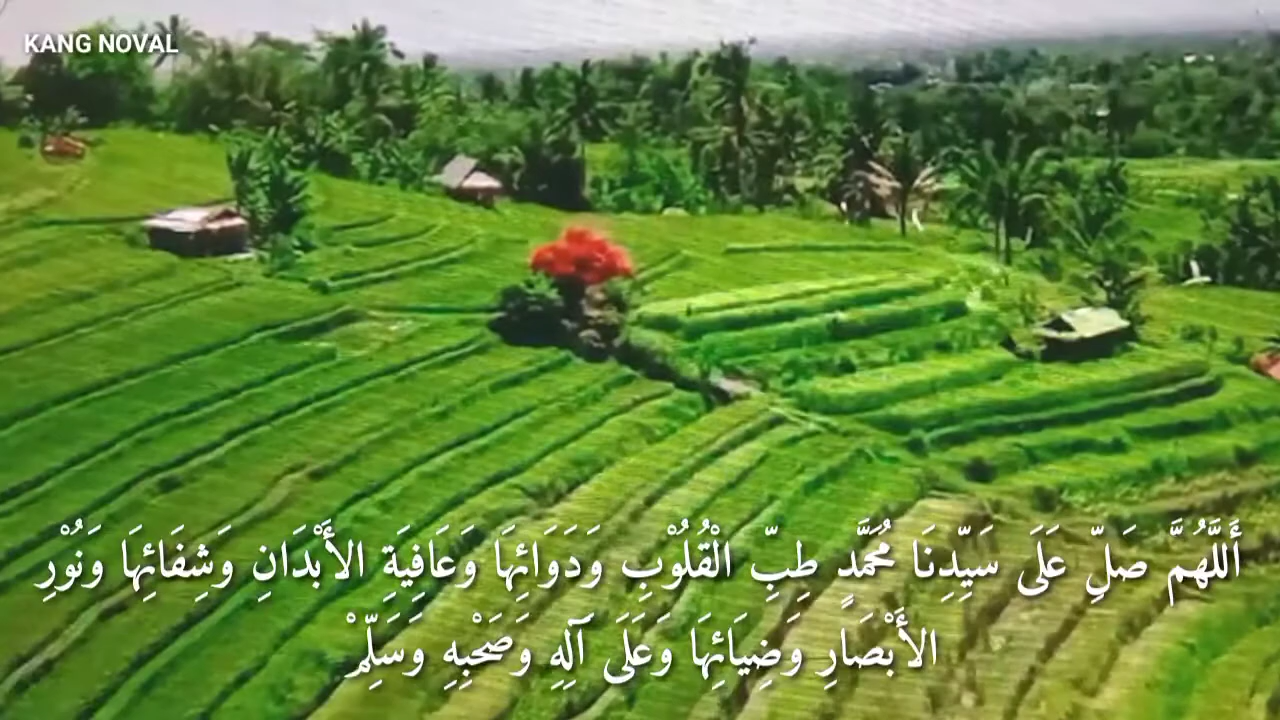 KANG NOVAL
أَللَّهُمَّ صَلِّ عَلَى سَيِّدِنَا مُحَمَّدٍ طِبِّ الْقُلُوْبِ وَدَوَائِهَا وَعَافِيَةِ الأَبْدَانِ وَشِفَائِهَا وَنُوْرِ
الأَبْصَارِ وَضِيَائِهَا وَعَلَى آلِهِ وَصَحْبِهِ وَسَلِّمْ